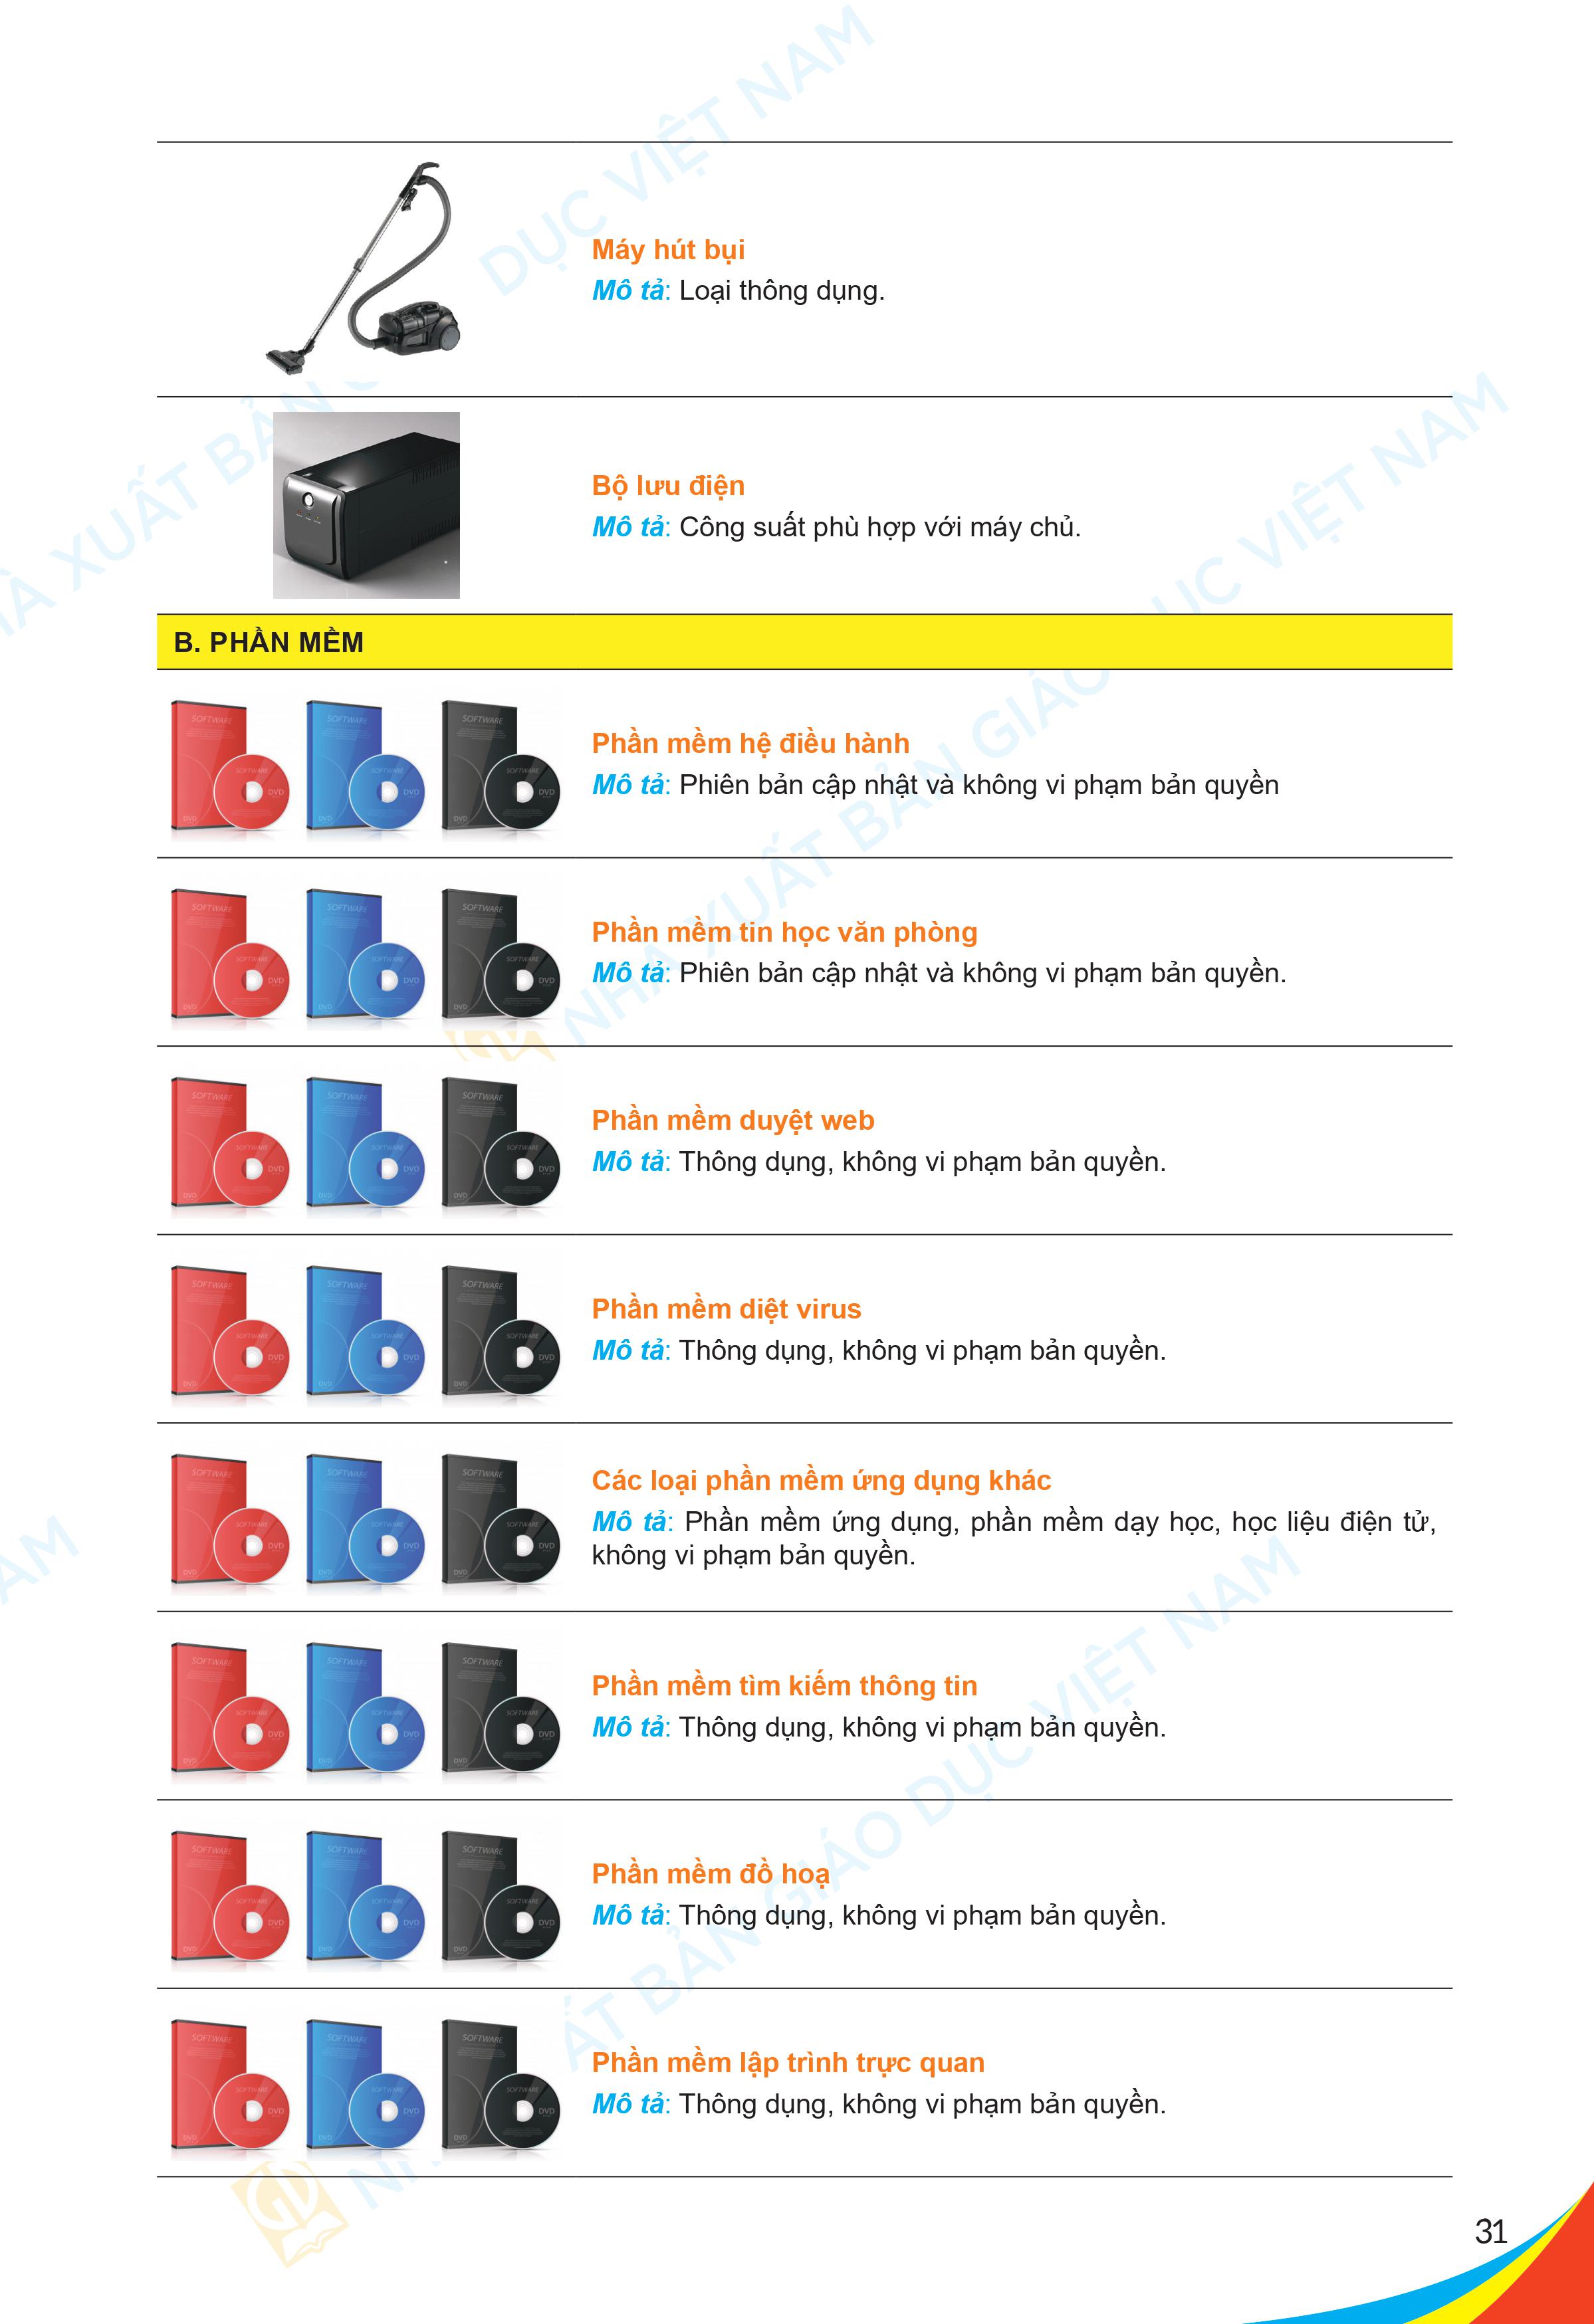 Máy hút bụi
Mô tả: Loại thông dụng.
Bộ lưu điện
Mô tả: Công suất phù hợp với máy chủ.
B. PHẦN MỀM
Phần mềm hệ điều hành
Mô tả: Phiên bản cập nhật và không vi phạm bản quyền
Phần mềm tin học văn phòng
Mô tả: Phiên bản cập nhật và không vi phạm bản quyền.
Phần mềm duyệt web
Mô tả: Thông dụng, không vi phạm bản quyền.
Phần mềm diệt virus
Mô tả: Thông dụng, không vi phạm bản quyền.
Các loại phần mềm ứng dụng khác
Mô tả: Phần mềm ứng dụng, phần mềm dạy học, học liệu điện tử,
không vi phạm bản quyền.
Phần mềm tìm kiếm thông tin
Mô tả: Thông dụng, không vi phạm bản quyền.
Phần mềm đồ hoạ
Mô tả: Thông dụng, không vi phạm bản quyền.
Phần mềm lập trình trực quan
Mô tả: Thông dụng, không vi phạm bản quyền.
31